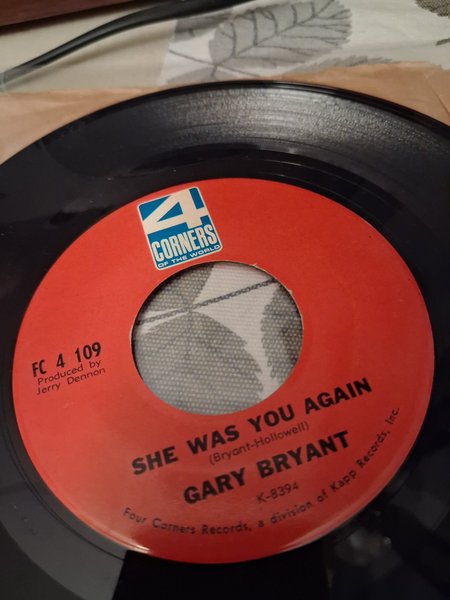 4
CORNERS
OF THE WORLD
FC 4 109
Produced by
Jerry Dennon
SHE WAS YOU AGAIN
(Bryant-Hollowell)
GARY BRYANT
K-8394
Four Corners Records, a division of Kapp Records, Inc.